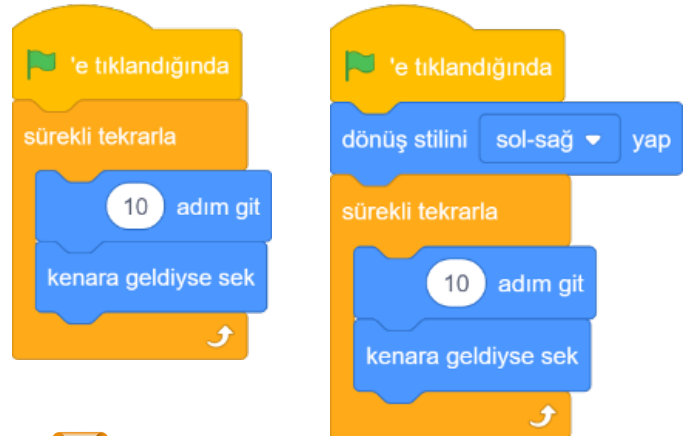 'e tıklandığında
sürekli tekrarla
10 adım git
kenara geldiyse sek
'e tıklandığında
dönüş stilini sol-sağ yap
sürekli tekrarla
10 adım git
kenara geldiyse sek